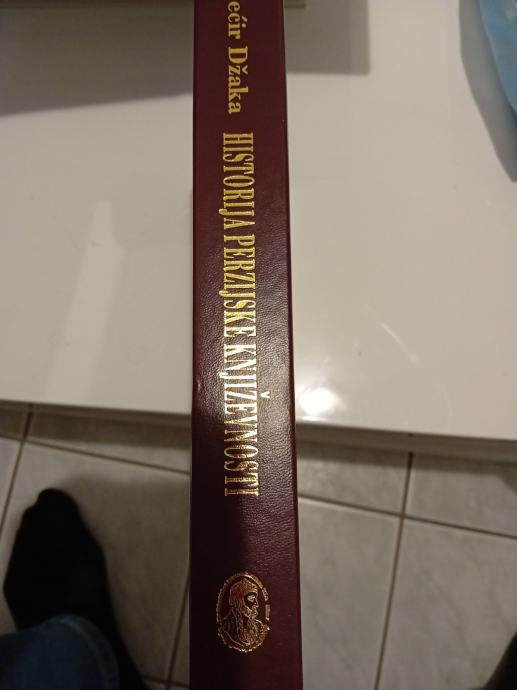 ećir Džaka
HISTORIJA PERZIJSKE KNJIŽEVNOSTI